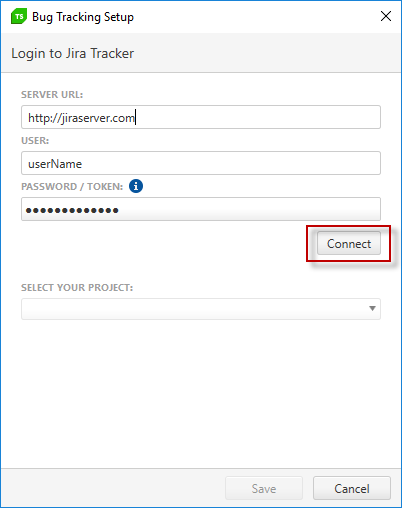 TS Bug Tracking Setup
Login to Jira Tracker
SERVER URL:
http://jiraserver.com
USER:
userName
PASSWORD / TOKEN: i
●●●●●●●●●●●●●
Connect
SELECT YOUR PROJECT:
Save Cancel